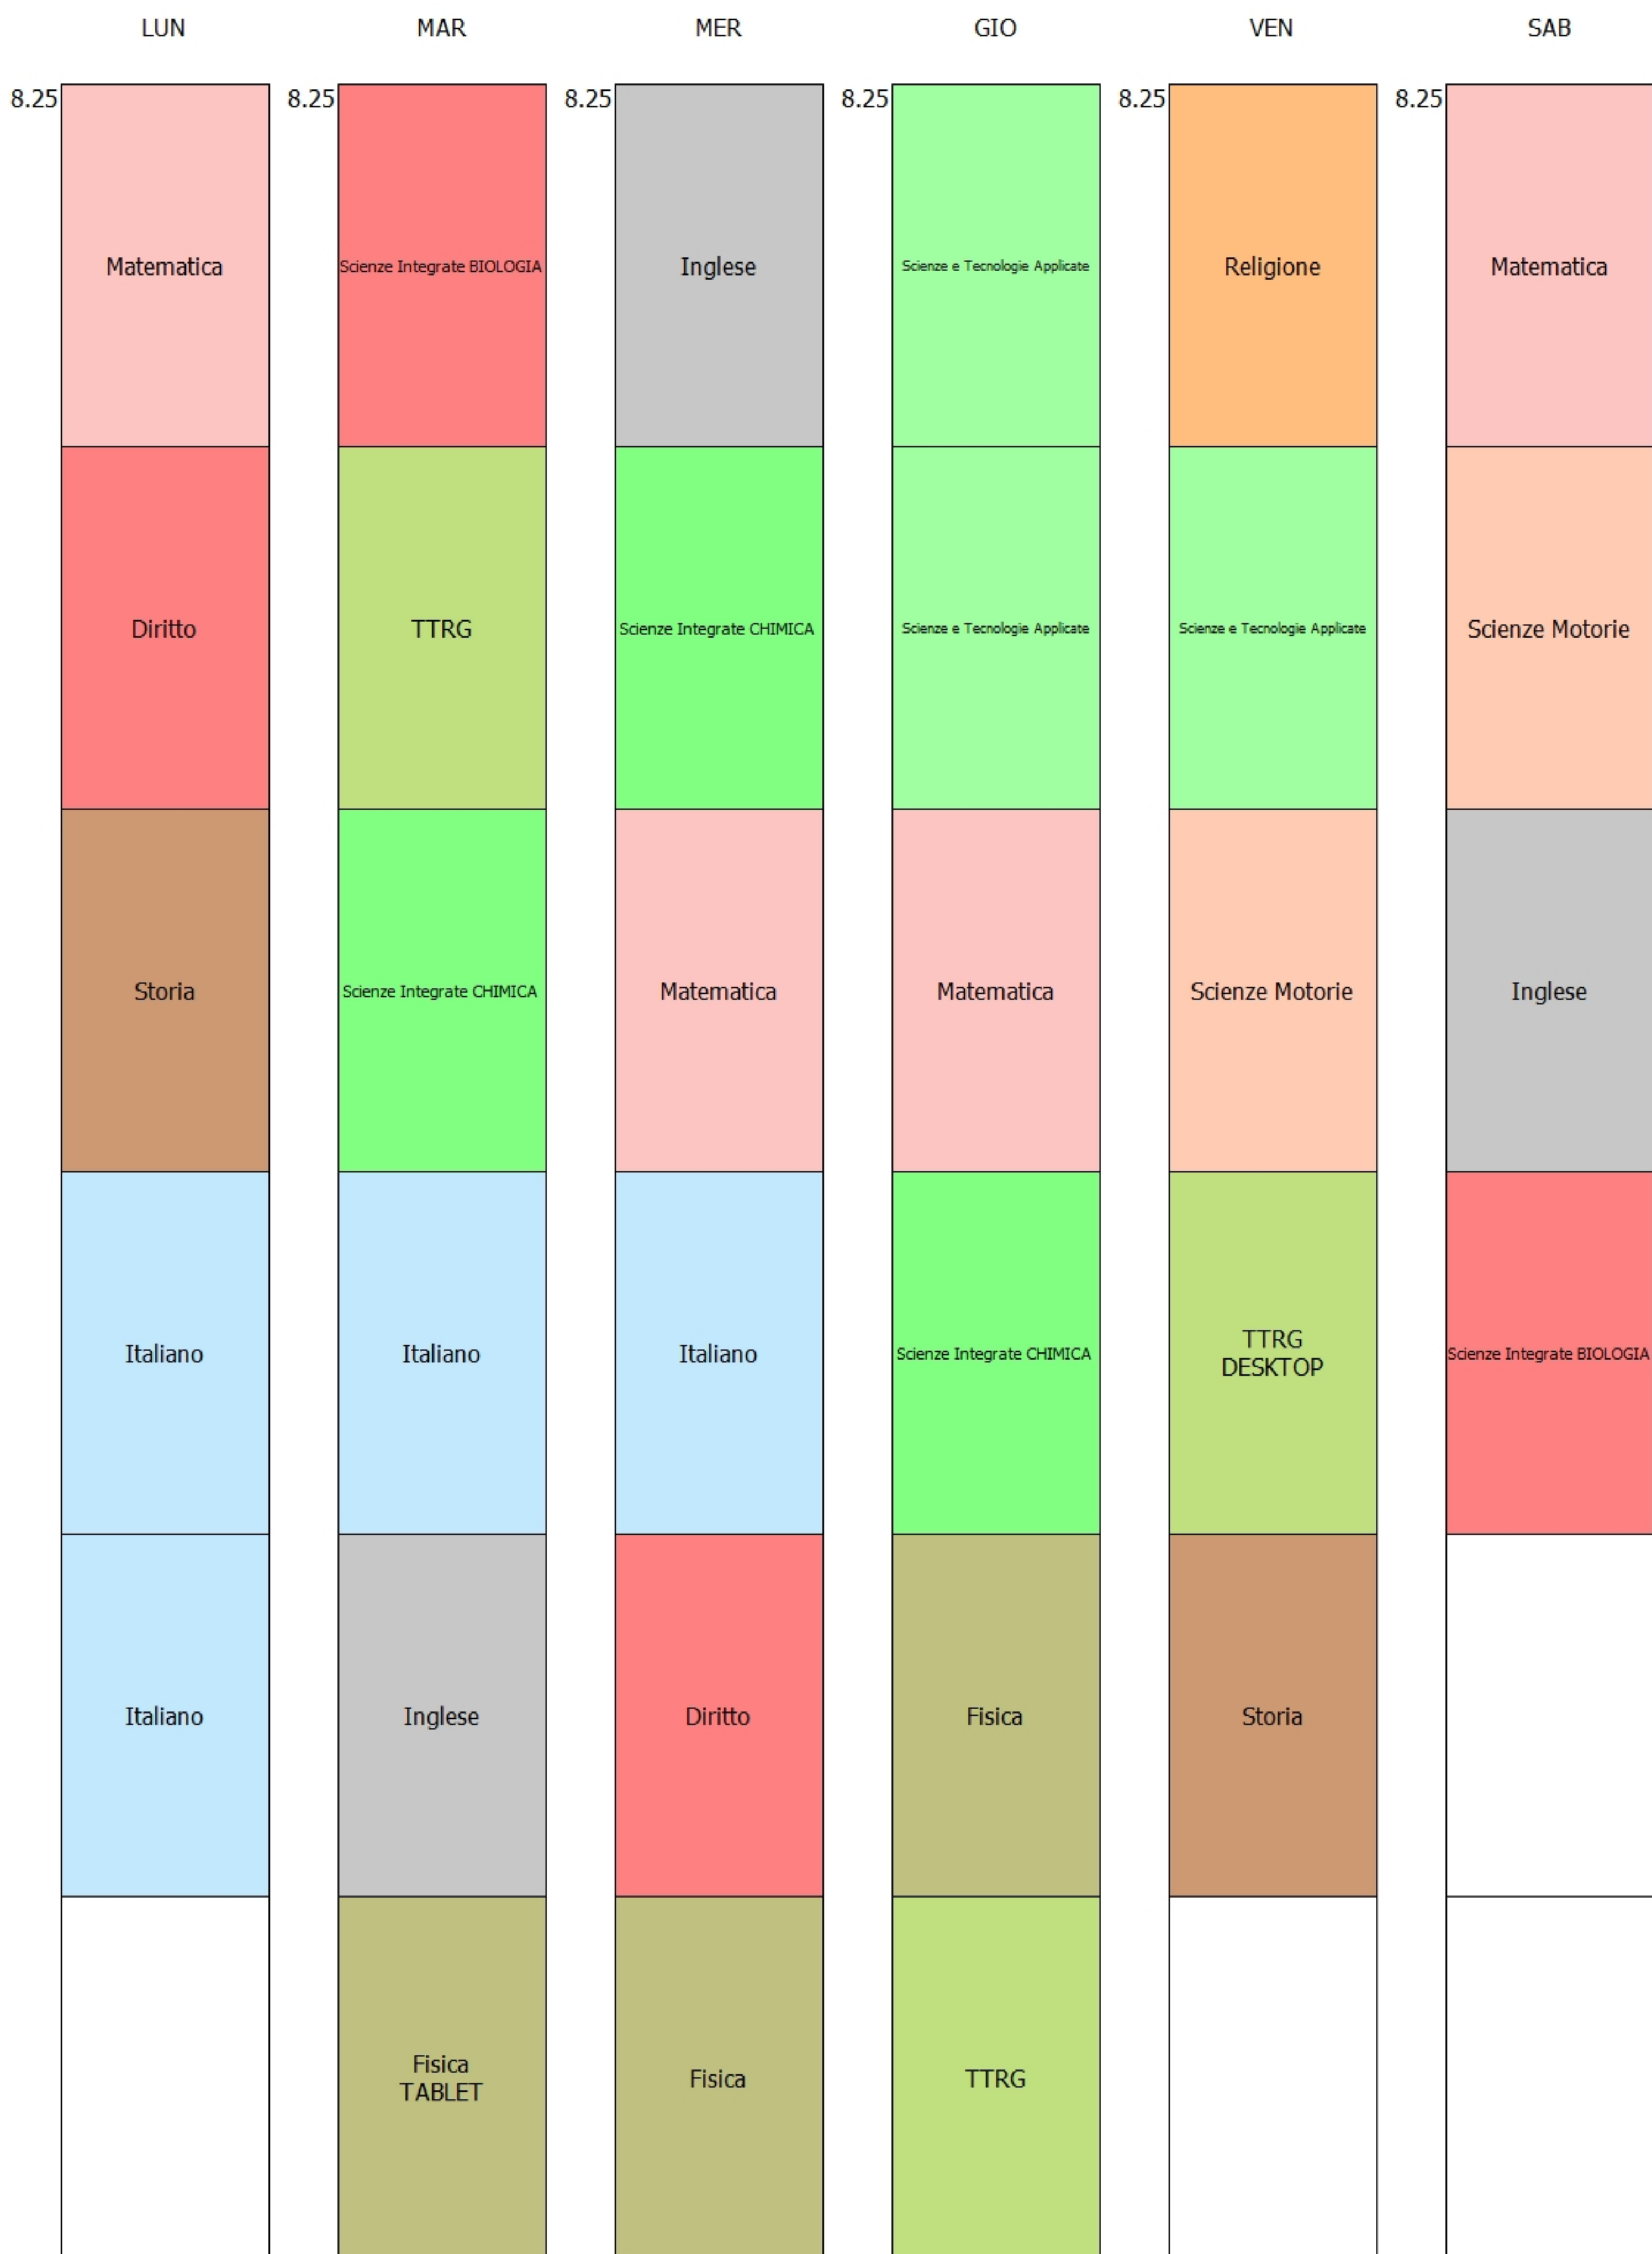 LUN MAR MER GIO VEN SAB
8.25 8.25 8.25 8.25 8.25 8.25
Matematica Scienze Integrate BIOLOGIA Inglese Scienze e Tecnologie Applicate Religione Matematica
Diritto TTRG Scienze Integrate CHIMICA Scienze e Tecnologie Applicate Scienze e Tecnologie Applicate Scienze Motorie
Storia Scienze Integrate CHIMICA Matematica Matematica Scienze Motorie Inglese
Italiano Italiano Italiano Scienze Integrate CHIMICA TTRG DESKTOP Scienze Integrate BIOLOGIA
Italiano Inglese Diritto Fisica Storia
Fisica TABLET Fisica TTRG